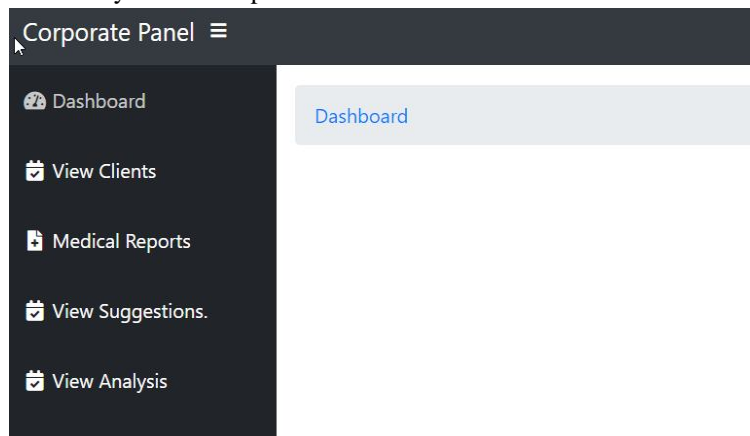 Corporate Panel
Dashboard
Dashboard
View Clients
Medical Reports
View Suggestions.
View Analysis